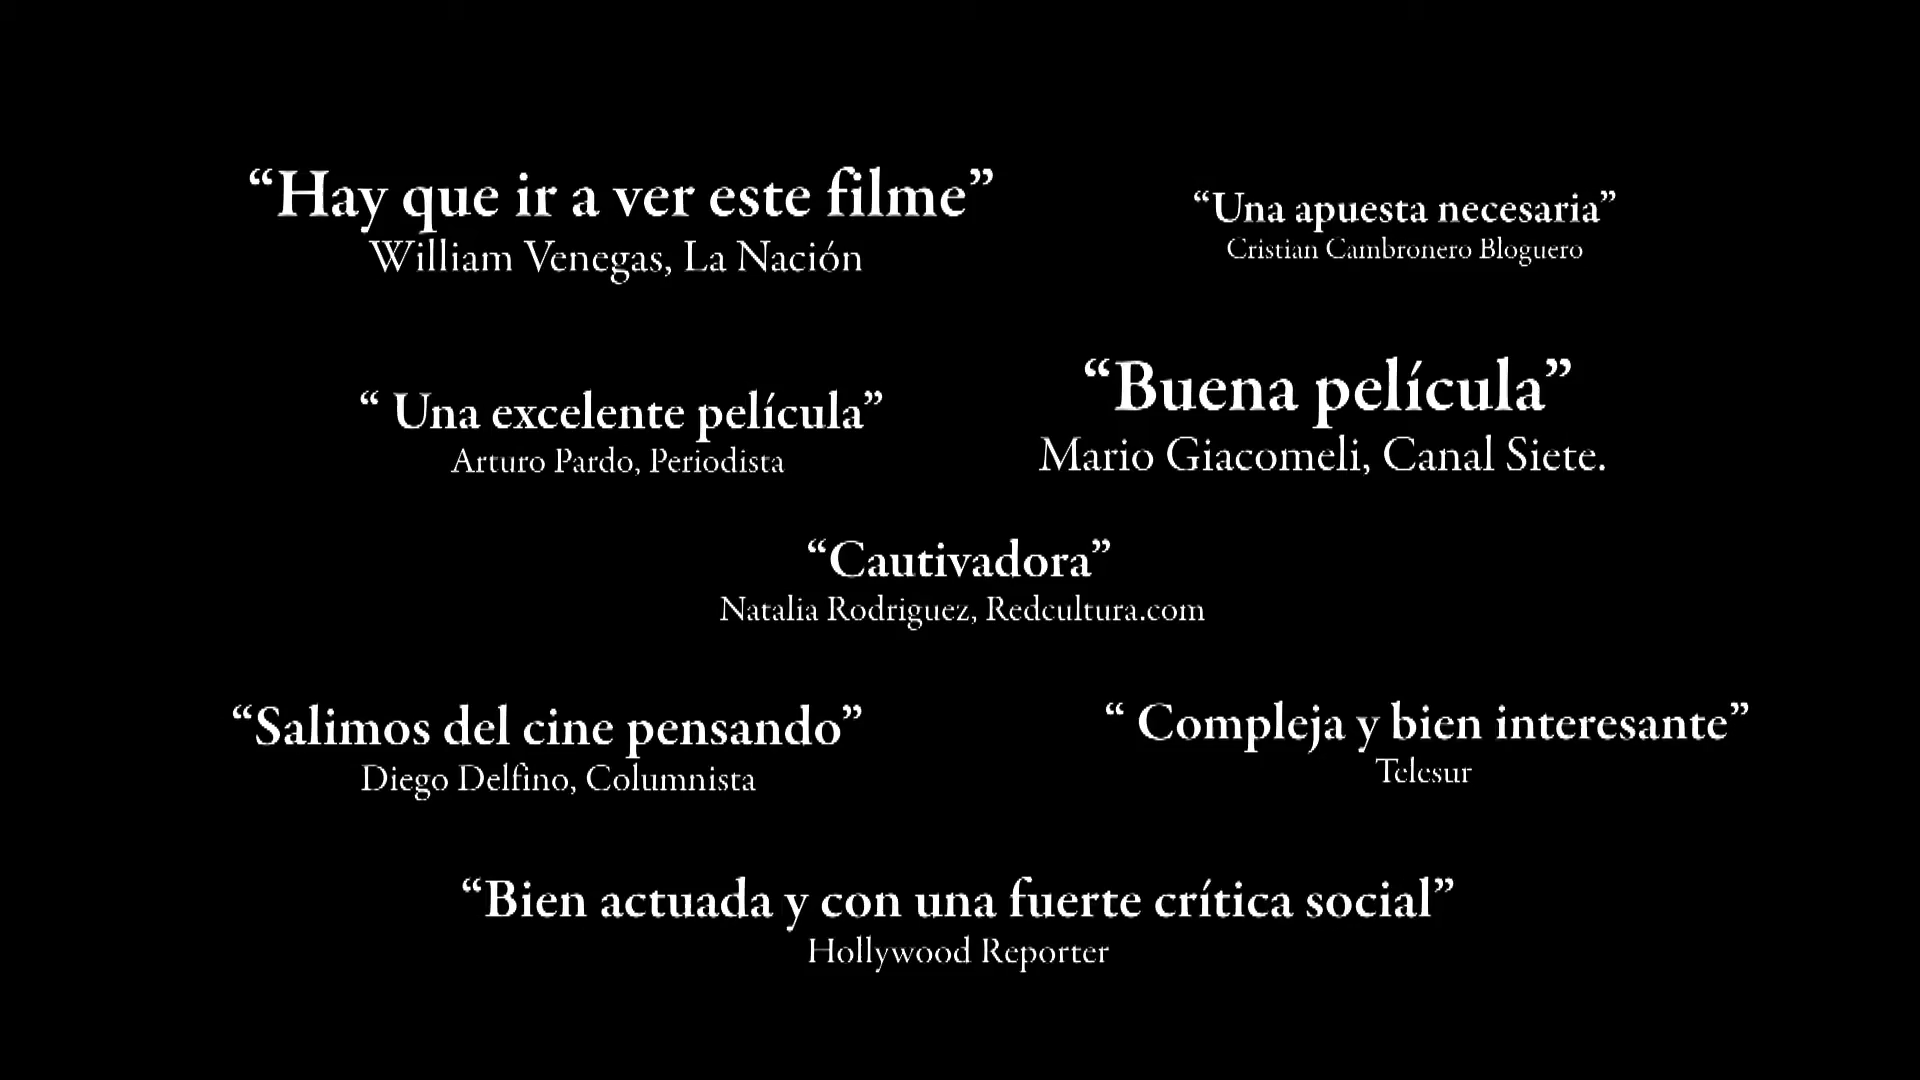 “Hay que ir a ver este filme”
William Venegas, La Nación
“Una apuesta necesaria”
Cristian Cambronero Bloguero
“ Una excelente película”
Arturo Pardo, Periodista
“Buena película”
Mario Giacomeli, Canal Siete.
“Cautivadora”
Natalia Rodriguez, Redcultura.com
“Salimos del cine pensando”
Diego Delfino, Columnista
“ Compleja y bien interesante”
Telesur
“Bien actuada y con una fuerte crítica social”
Hollywood Reporter